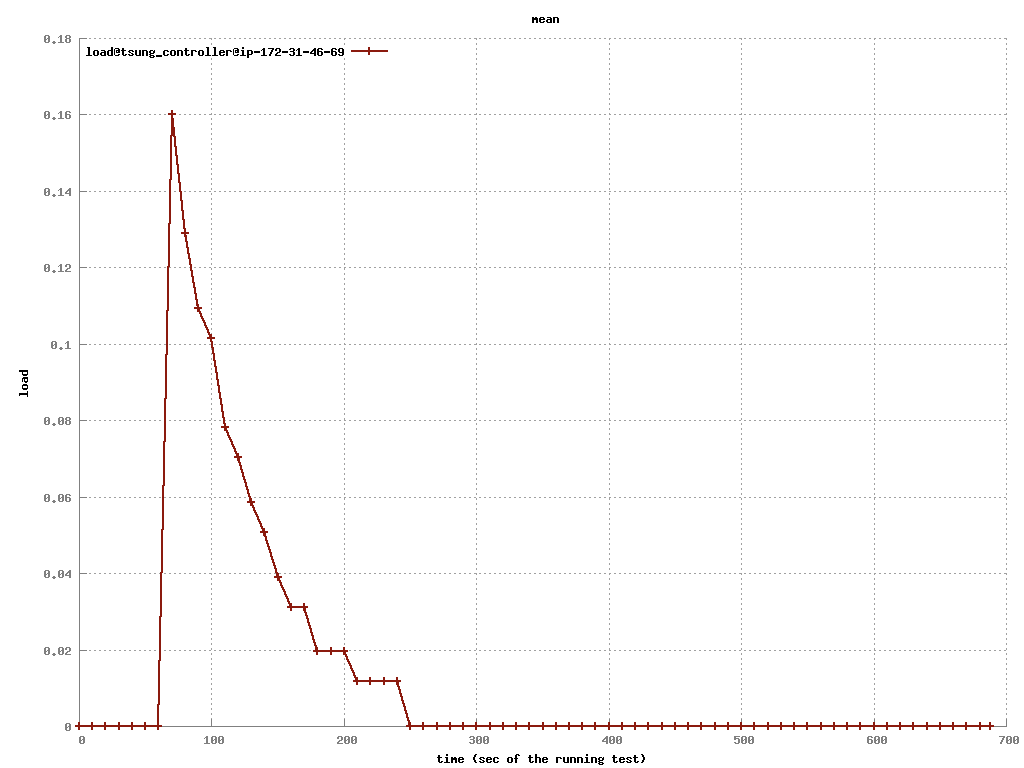 mean
0.18
load@tsung_controller@ip-172-31-46-69
0.16
0.14
0.12
0.1
load
0.08
0.06
0.04
0.02
0
0 100 200 300 400 500 600 700
time (sec of the running test)